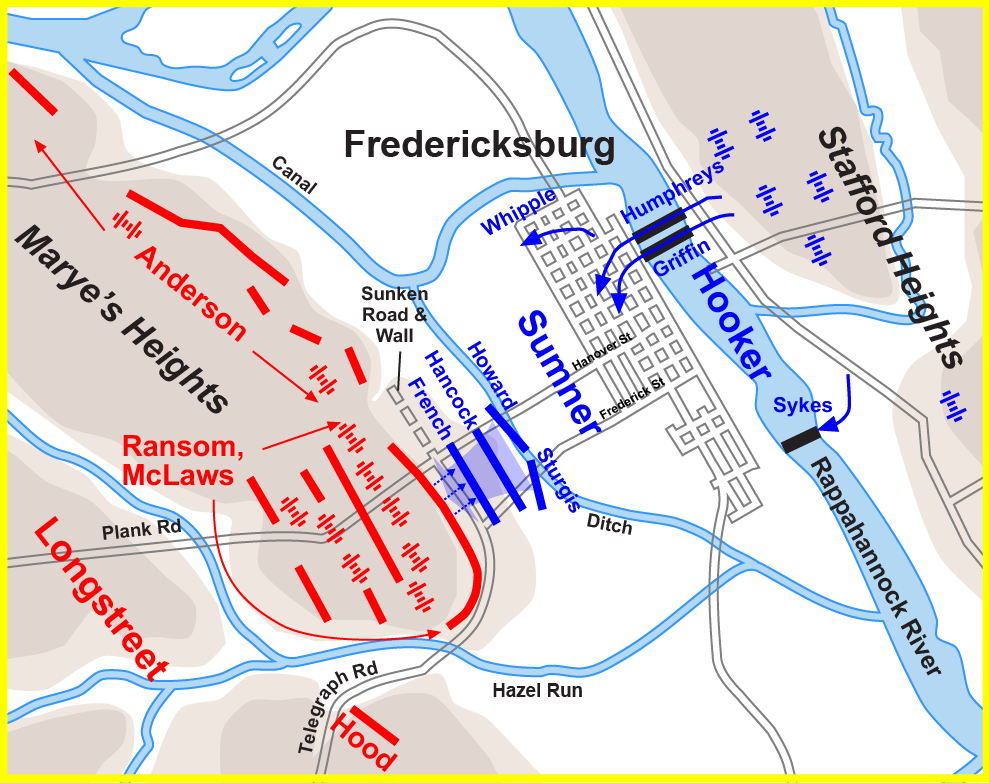 Fredericksburg
Canal
Whipple
Humphreys
Griffin
Stafford Heights
Marye's Heights
Anderson
Sunken
Road &
Wall
Hooker
Sumner
Hanover St
Frederick St
Howard
Hancock
French
Sykes
Sturgis
Ransom,
McLaws
Plank Rd
Ditch
Longstreet
Rappahannock River
Hazel Run
Telegraph Rd
Hood